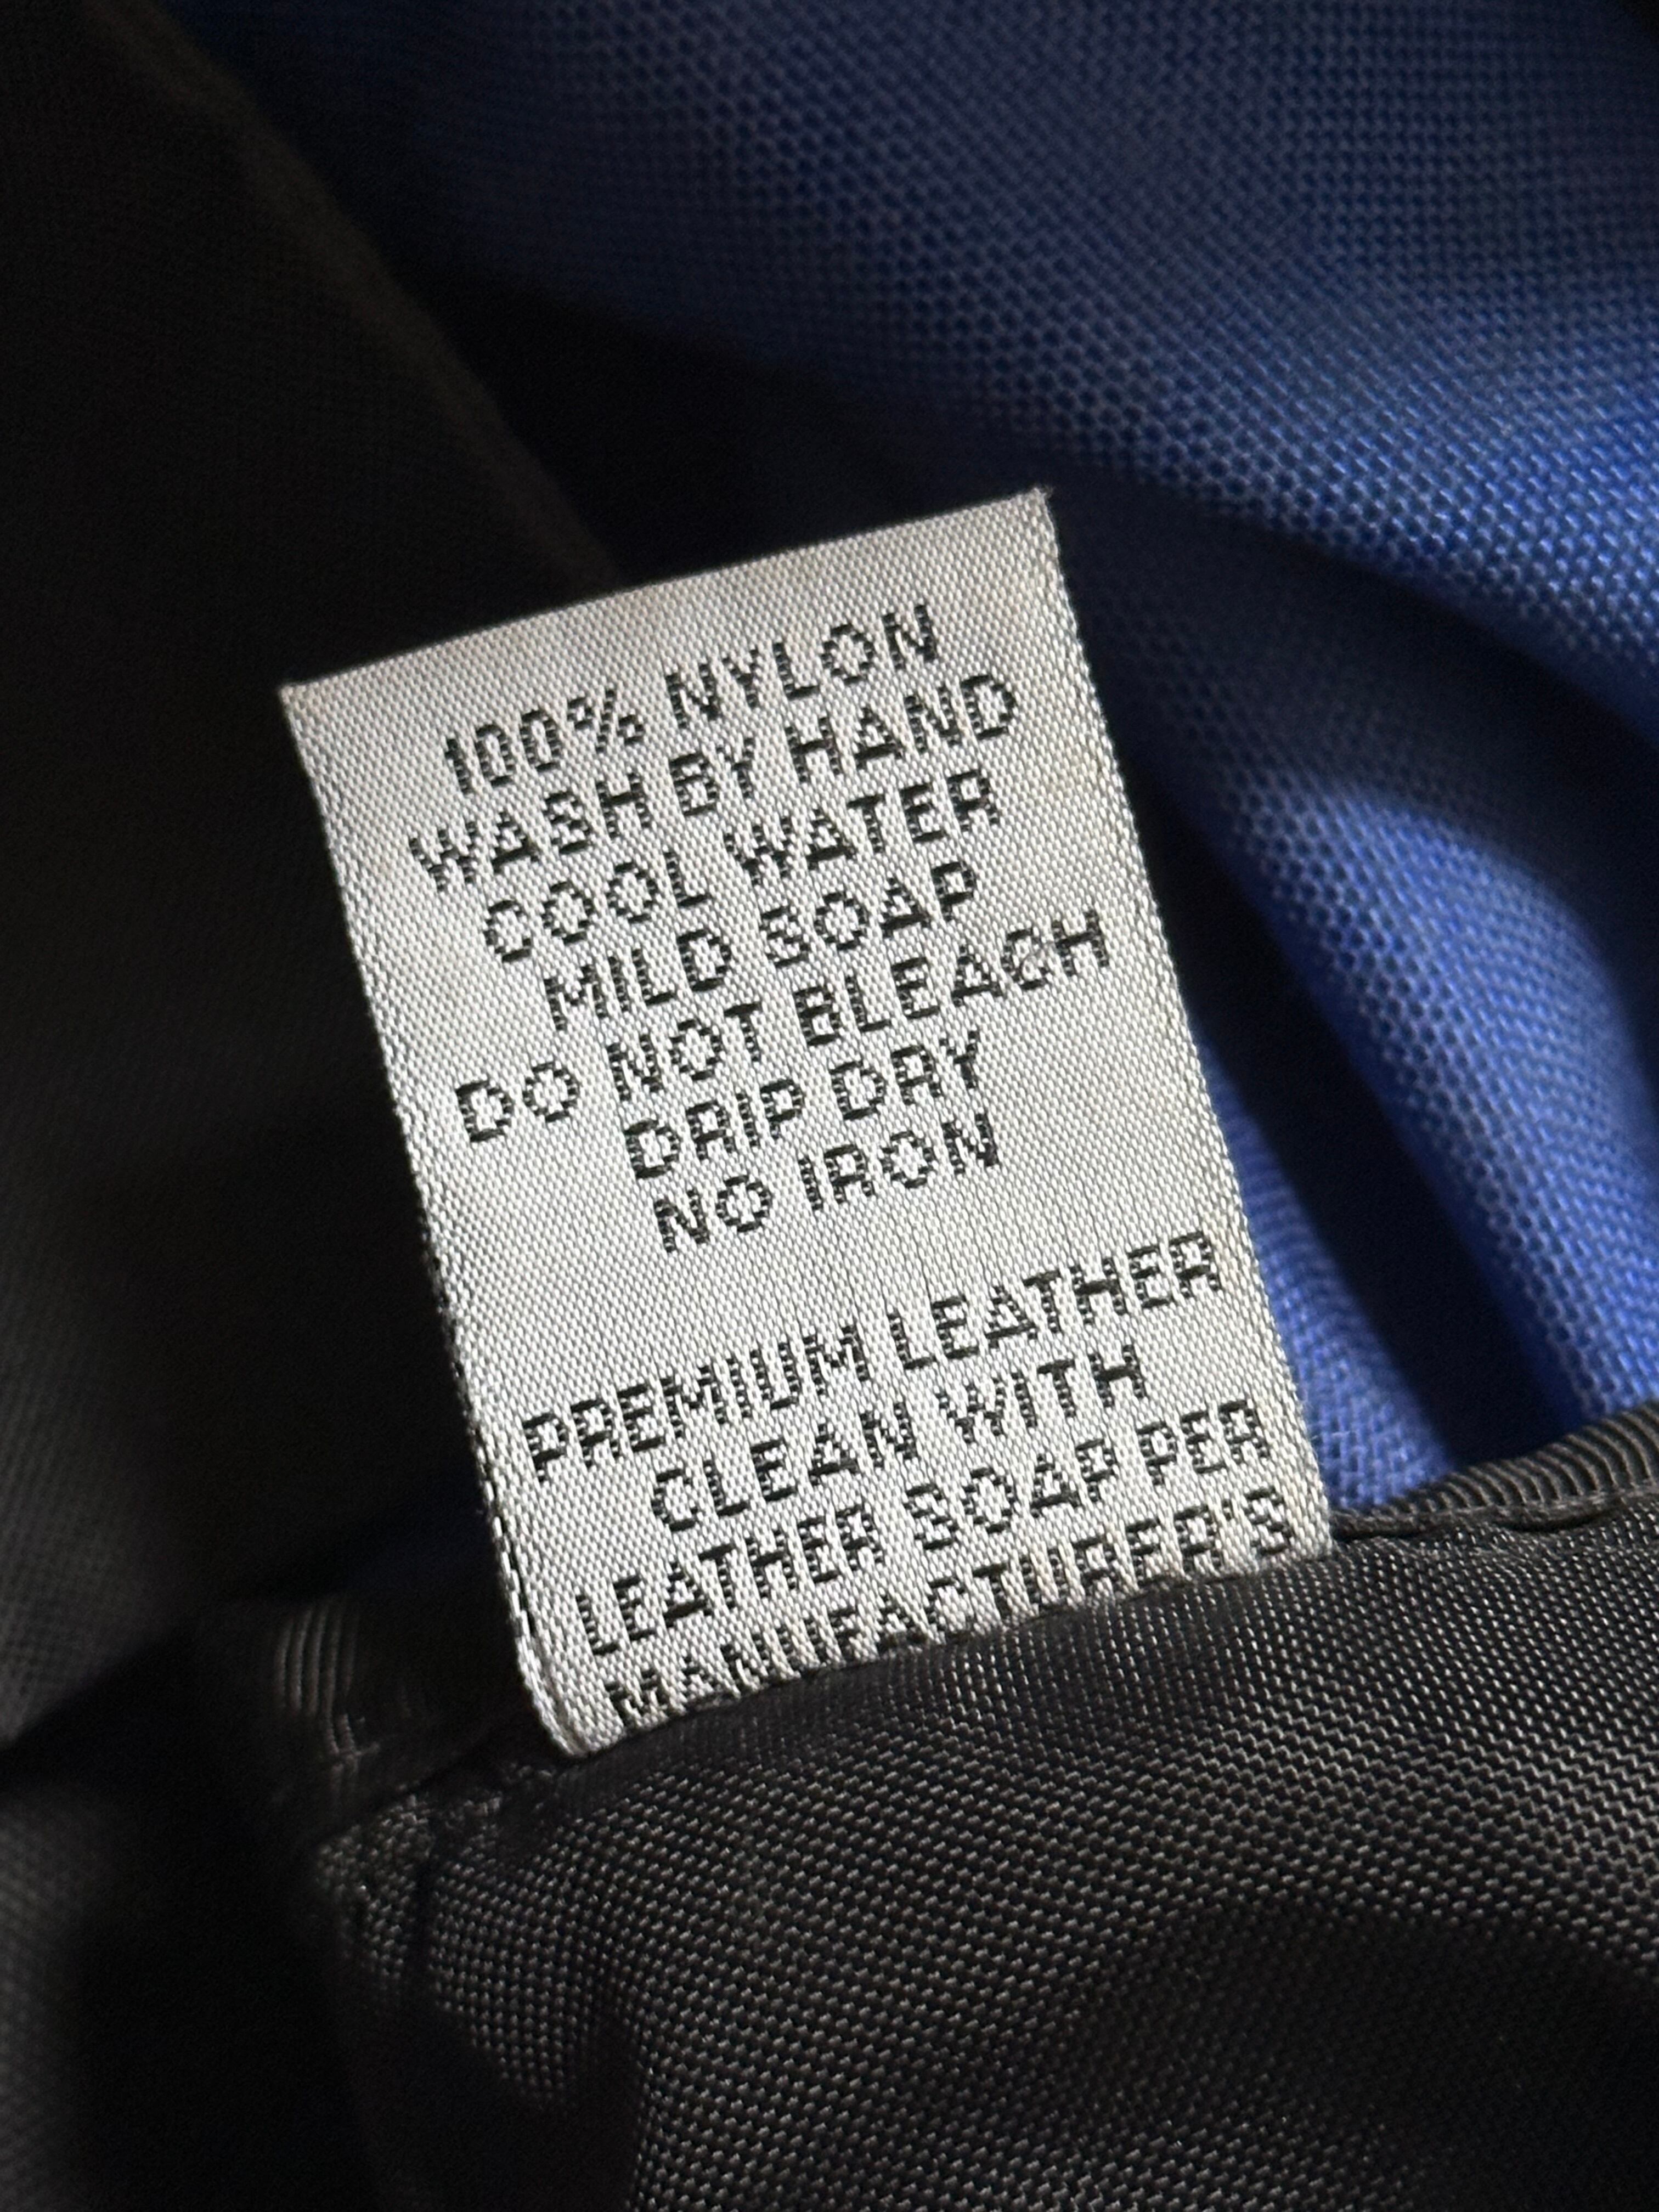 100% NYLON
WASH BY HAND
COOL WATER
MILD SOAP
DO NOT BLEACH
DRIP DRY
NO IRON
PREMIUM LEATHER
CLEAN WITH
LEATHER SOAP PER
MANUFACTURER'S